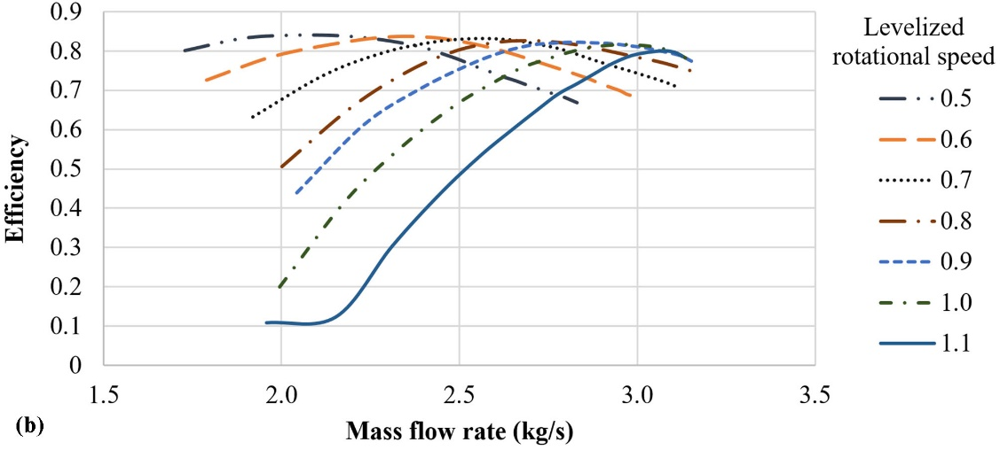 0.9
0.8
0.7
0.6
0.5
0.4
0.3
0.2
0.1
0
Efficiency
1.5 2.0 2.5 3.0 3.5
Mass flow rate (kg/s)
(b)
Levelized
rotational speed
0.5
0.6
0.7
0.8
0.9
1.0
1.1